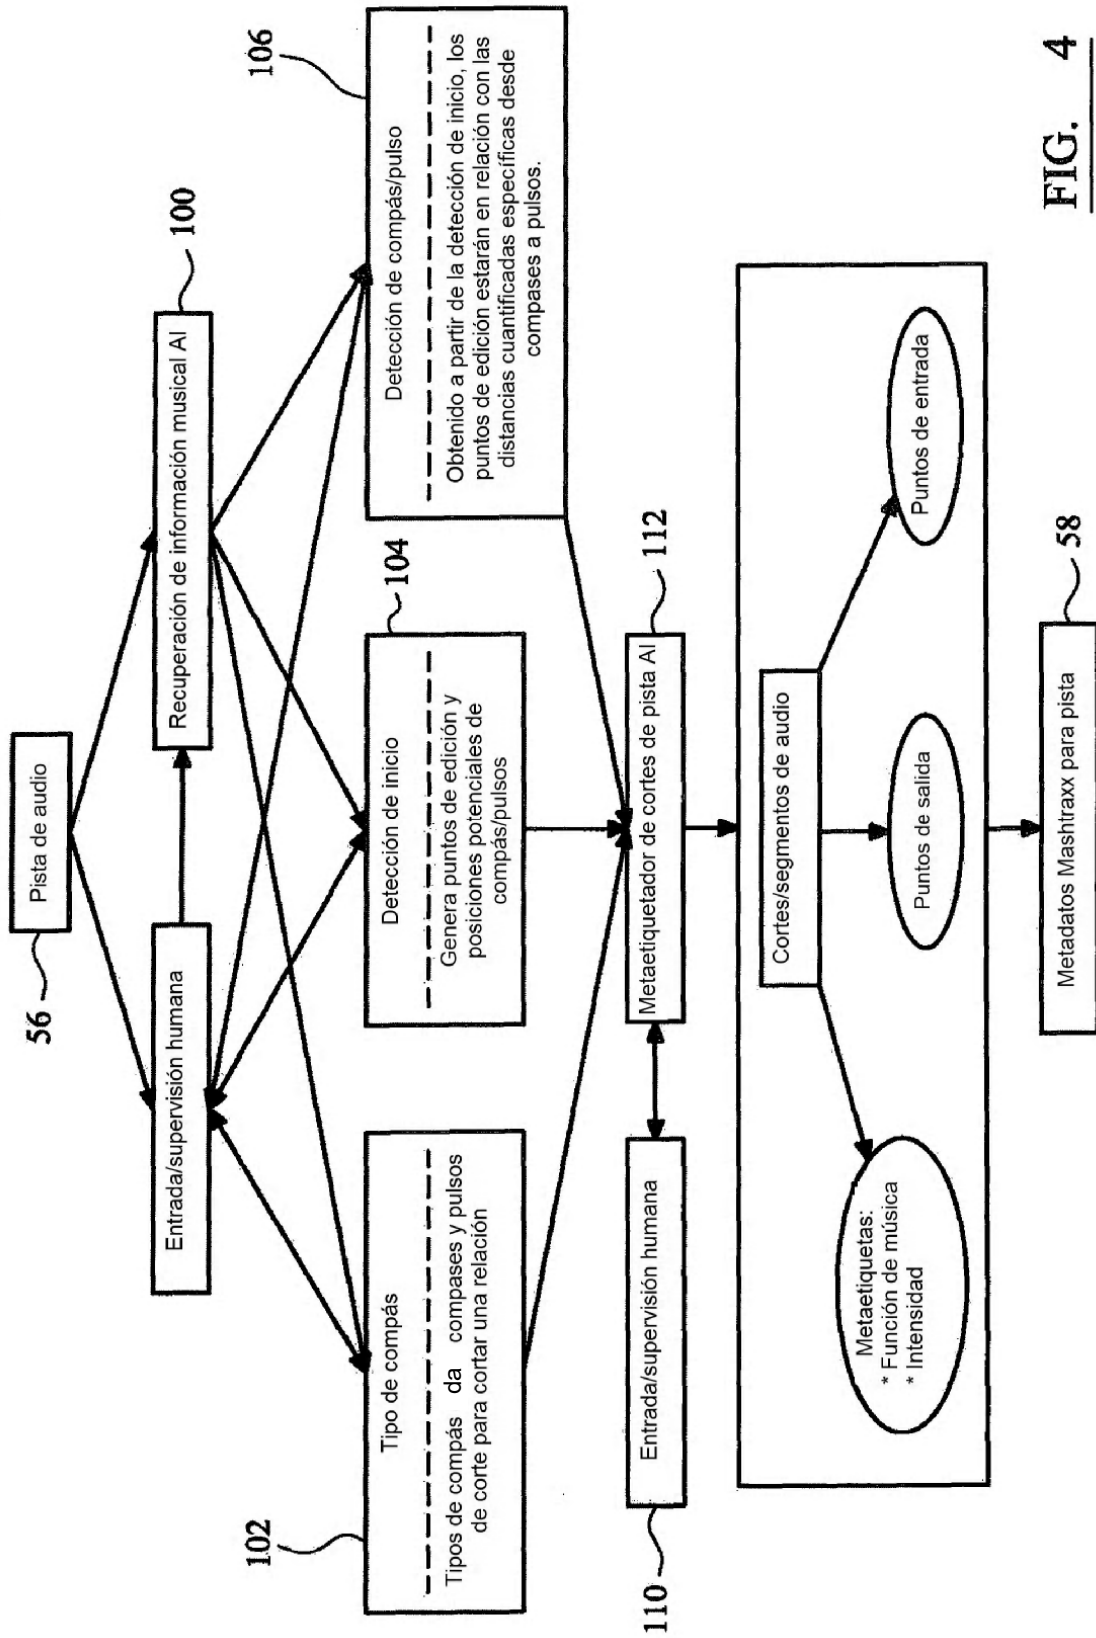 Pista de audio
56
Entrada/supervisión humana
Recuperación de información musical AI
100
102
Tipo de compás
Tipos de compás da compases y pulsos
de corte para cortar una relación
Detección de inicio
104
Genera puntos de edición y
posiciones potenciales de
compás/pulsos
106
Detección de compás/pulso
Obtenido a partir de la detección de inicio, los
puntos de edición estarán en relación con las
distancias cuantificadas específicas desde
compases a pulsos.
110
Entrada/supervisión humana
Metaetiquetador de cortes de pista AI
112
Cortes/segmentos de audio
Metaetiquetas:
* Función de música
* Intensidad
Puntos de salida
Puntos de entrada
Metadatos Mashtraxx para pista
58
FIG. 4